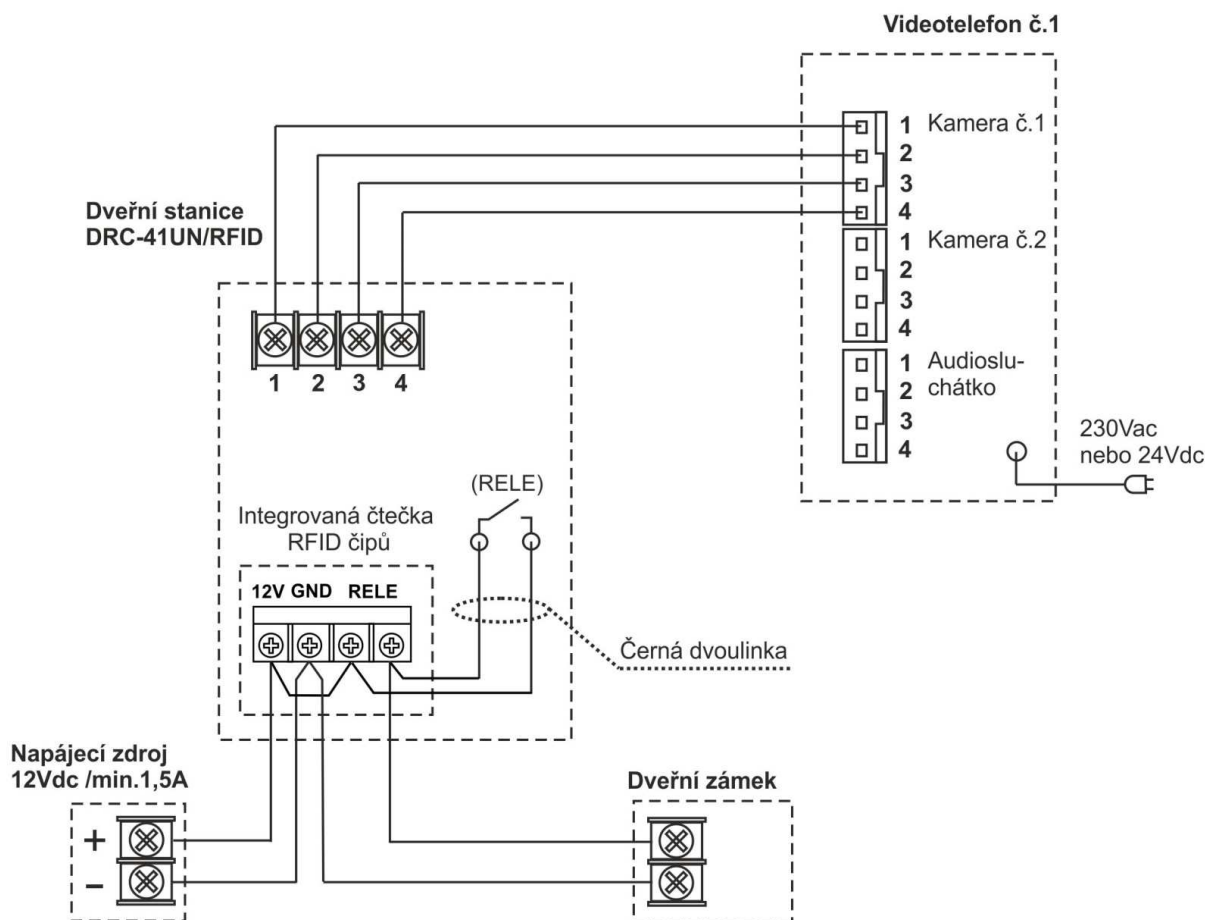 Videotelefon č.1
1 Kamera č.1
2
3
4
1 Kamera č.2
2
3
4
1 Audioslu-
2 chátko
3
4
230Vac
nebo 24Vdc
Dveřní stanice
DRC-41UN/RFID
1 2 3 4
(RELE)
Integrovaná čtečka
RFID čipů
12V GND RELE
Černá dvoulinka
Napájecí zdroj
12Vdc /min.1,5A
+
-
Dveřní zámek